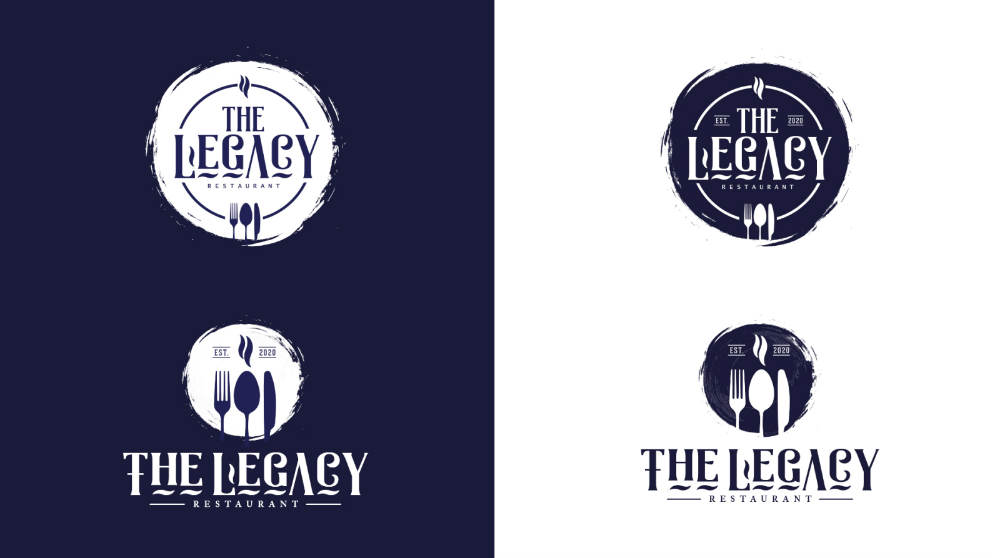 THE
LEGACY
RESTAURANT
EST. THE 2020
LEGACY
RESTAURANT
EST. 2020
THE LEGACY
RESTAURANT
EST. 2020
THE LEGACY
RESTAURANT